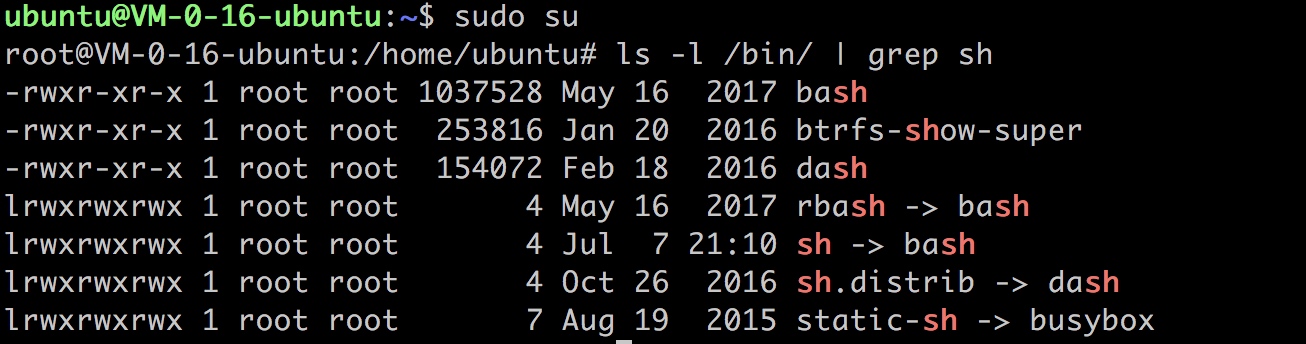 ubuntu@VM-0-16-ubuntu:~$ sudo su
root@VM-0-16-ubuntu:/home/ubuntu# ls -l /bin/ | grep sh
-rwxr-xr-x 1 root root 1037528 May 16  2017 bash
-rwxr-xr-x 1 root root  253816 Jan 20  2016 btrfs-show-super
-rwxr-xr-x 1 root root  154072 Feb 18  2016 dash
lrwxrwxrwx 1 root root       4 May 16  2017 rbash -> bash
lrwxrwxrwx 1 root root       4 Jul  7 21:10 sh -> bash
lrwxrwxrwx 1 root root       4 Oct 26  2016 sh.distrib -> dash
lrwxrwxrwx 1 root root       7 Aug 19  2015 static-sh -> busybox